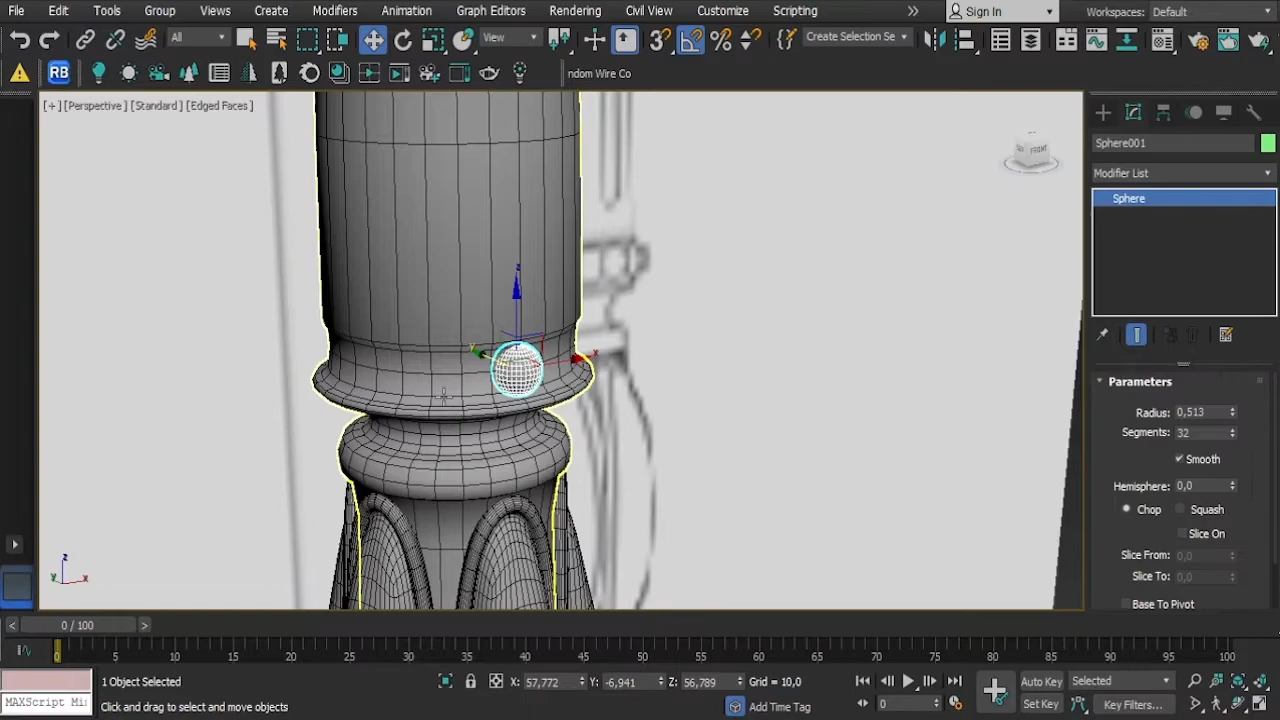 File Edit Tools Group Views Create Modifiers Animation Graph Editors Rendering Civil View Customize Scripting Sign In Workspaces: Default
All View Create Selection Se
RB ndom Wire Co
[+] [Perspective] [Standard] [Edged Faces]
FRONT
Sphere001
Modifier List
Sphere
z
y x
Parameters
Radius: 0,513
Segments: 32
Smooth
Hemisphere: 0,0
Chop Squash
Slice On
Slice From: 0,0
Slice To: 0,0
Base To Pivot
z
y x
< 0 / 100 >
0 5 10 15 20 25 30 35 40 45 50 55 60 65 70 75 80 85 90 95 100
1 Object Selected X: 57,772 Y: -6,941 Z: 56,789 Grid = 10,0 Auto Key Selected
MAXScript Mi Click and drag to select and move objects Add Time Tag 0 Set Key Key Filters...